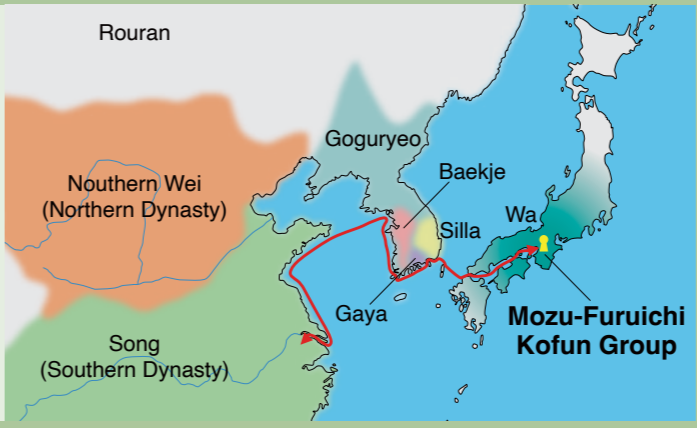 Rouran
Goguryeo
Baekje
Nouthern Wei
(Northern Dynasty)
Wa
Silla
Gaya
Mozu-Furuichi
Kofun Group
Song
(Southern Dynasty)